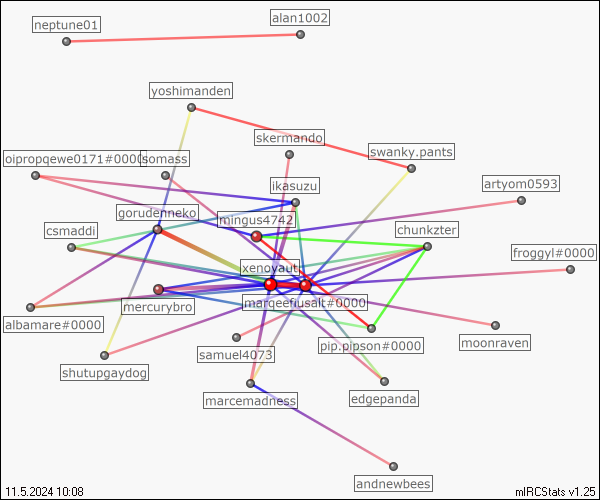 alan1002
neptune01
yoshimanden
skermando
swanky.pants
oipropqewe0171#0000
somass
ikasuzu
artyom0593
gorudenneko
mingus4742
csmaddi
chunkzter
froggyl#0000
xenoyaut
marqeefusalt#0000
mercurybro
albamare#0000
moonraven
pip.pipson#0000
samuel4073
shutupgaydog
marcemadness
edgepanda
andnewbees
11.5.2024 10:08
mIRCStats v1.25